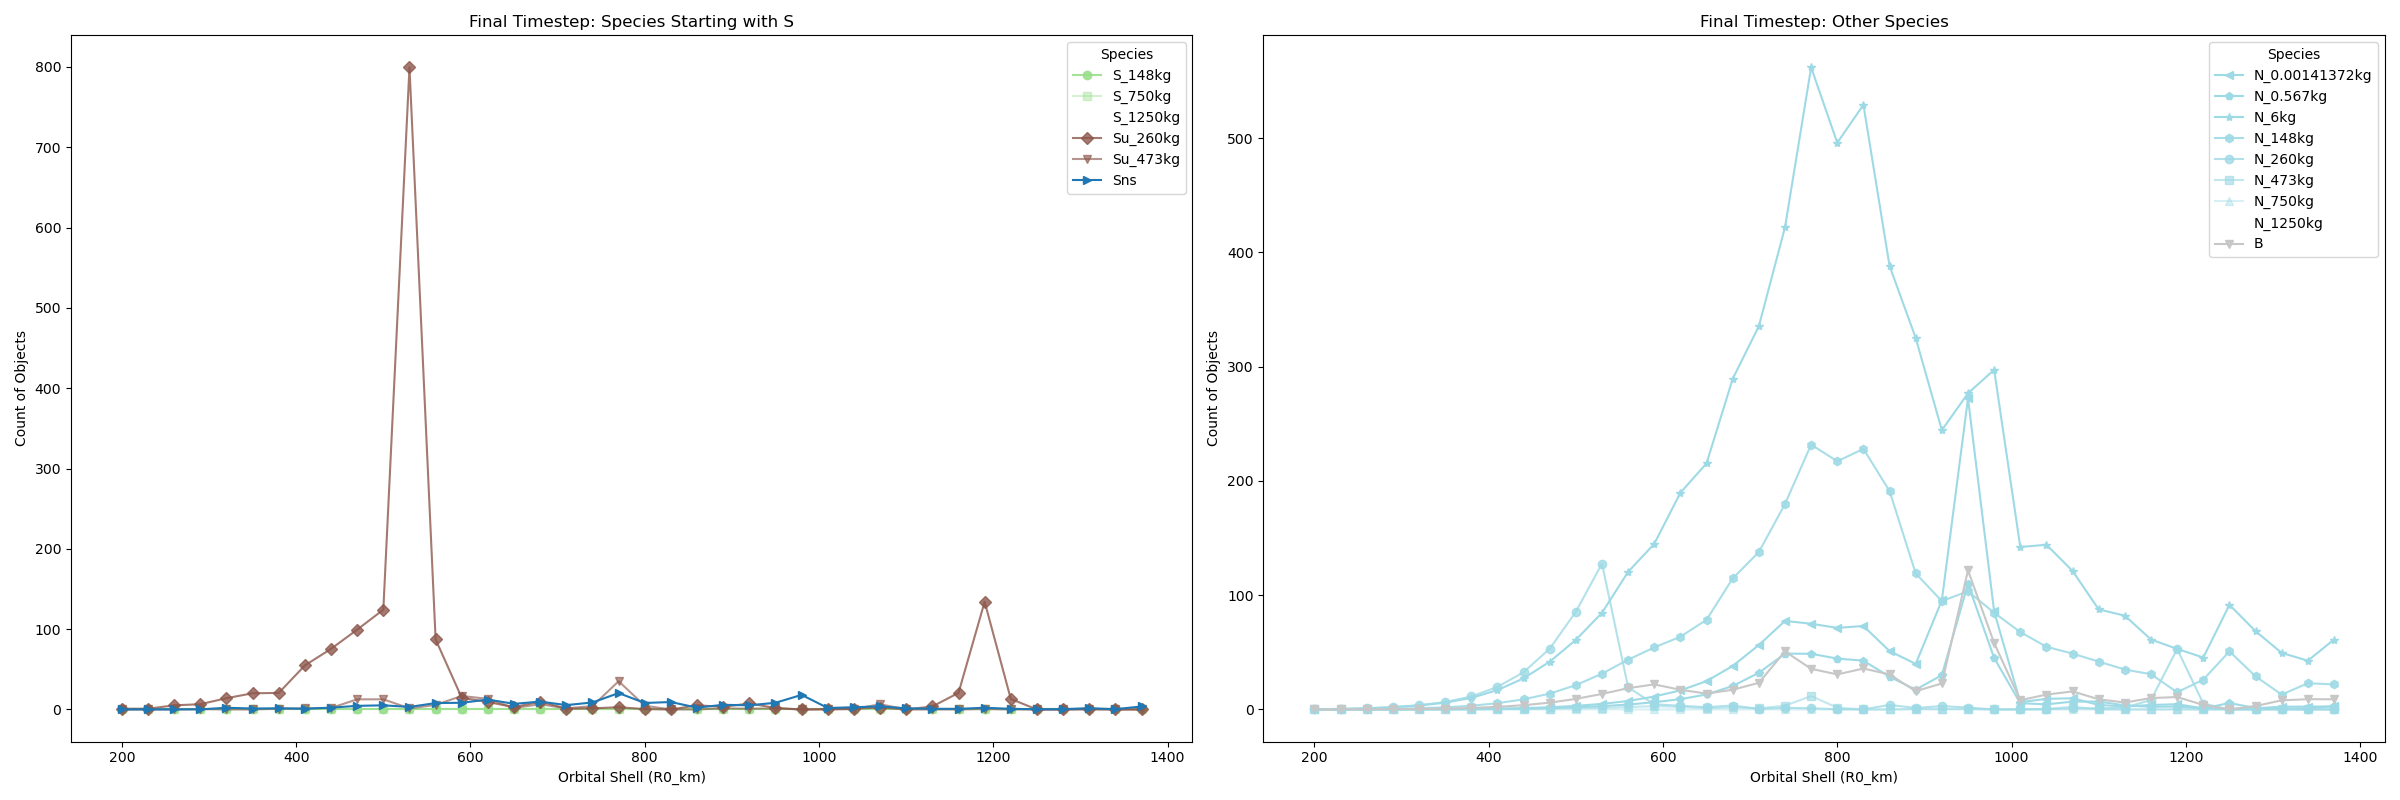 Final Timestep: Species Starting with S
Count of Objects
800
700
600
500
400
300
200
100
0
200 400 600 800 1000 1200 1400
Orbital Shell (R0_km)
Species
S_148kg
S_750kg
S_1250kg
Su_260kg
Su_473kg
Sns
Final Timestep: Other Species
Count of Objects
500
400
300
200
100
0
200 400 600 800 1000 1200 1400
Orbital Shell (R0_km)
Species
N_0.00141372kg
N_0.567kg
N_6kg
N_148kg
N_260kg
N_473kg
N_750kg
N_1250kg
B